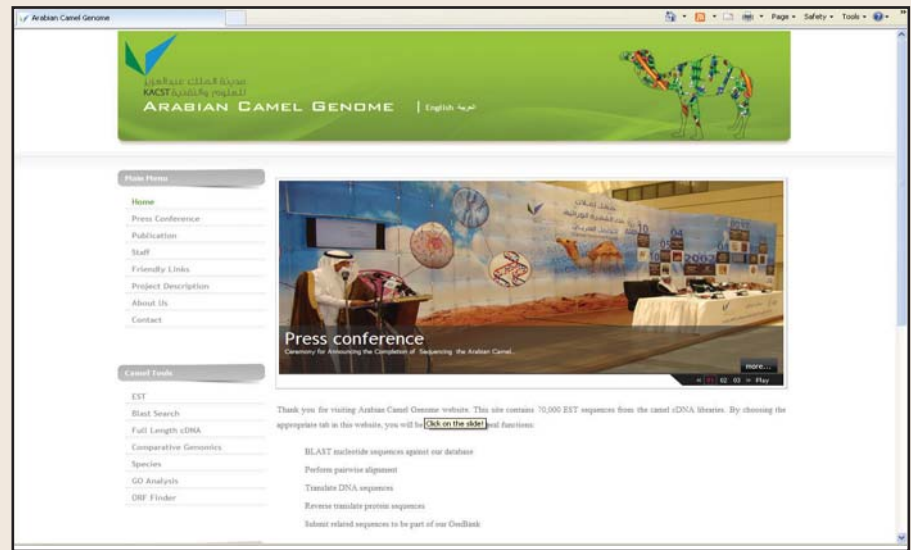 Arabian Camel Genome
Page Safety Tools
مدينة الملك عبدالعزيز
للعلوم والتقنية KACST
ARABIAN CAMEL GENOME | English العربية
Main Menu
Home
Press Conference
Publication
Staff
Friendly Links
Project Description
About Us
Contact
10 04
2002
Press conference
Ceremony for Announcing the Completion of Sequencing the Arabian Camel...
more...
« 01 02 03 » Play
Camel Tools
EST
Blast Search
Full Length cDNA
Comparative Genomics
Species
GO Analysis
ORF Finder
Thank you for visiting Arabian Camel Genome website. This site contains 70,000 EST sequences from the camel cDNA libraries. By choosing the
appropriate tab in this website, you will be Click on the slide! functions:
BLAST nucleotide sequences against our database
Perform pairwise alignment
Translate DNA sequences
Reverse translate protein sequences
Submit related sequences to be part of our GenBank